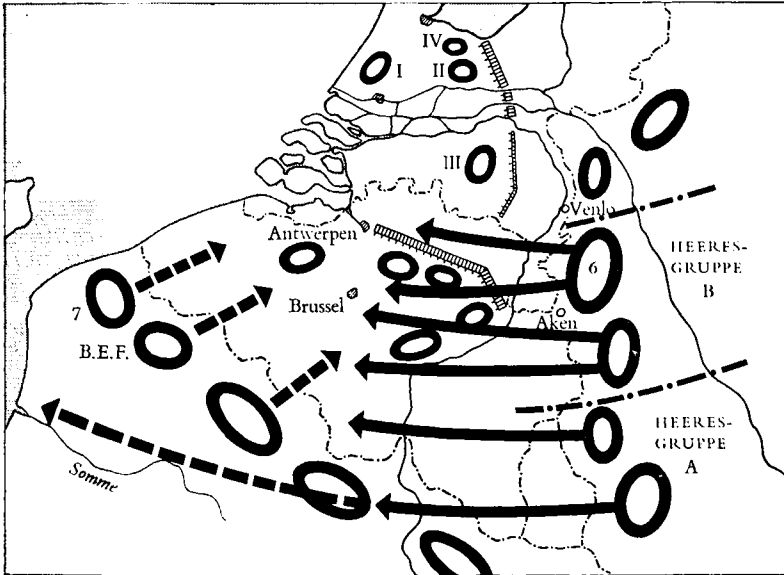 IV
I
II
III
Venlo
Antwerpen
HEERES-
GRUPPE
B
6
7
Brussel
Aken
B.E.F.
HEERES-
GRUPPE
A
Somme